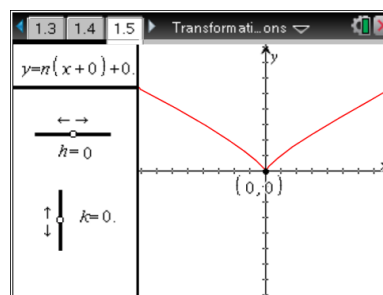 1.3 1.4 1.5 Transformati...ons
y=n(x+0)+0.
y
x
h=0
(0,0)
k=0.